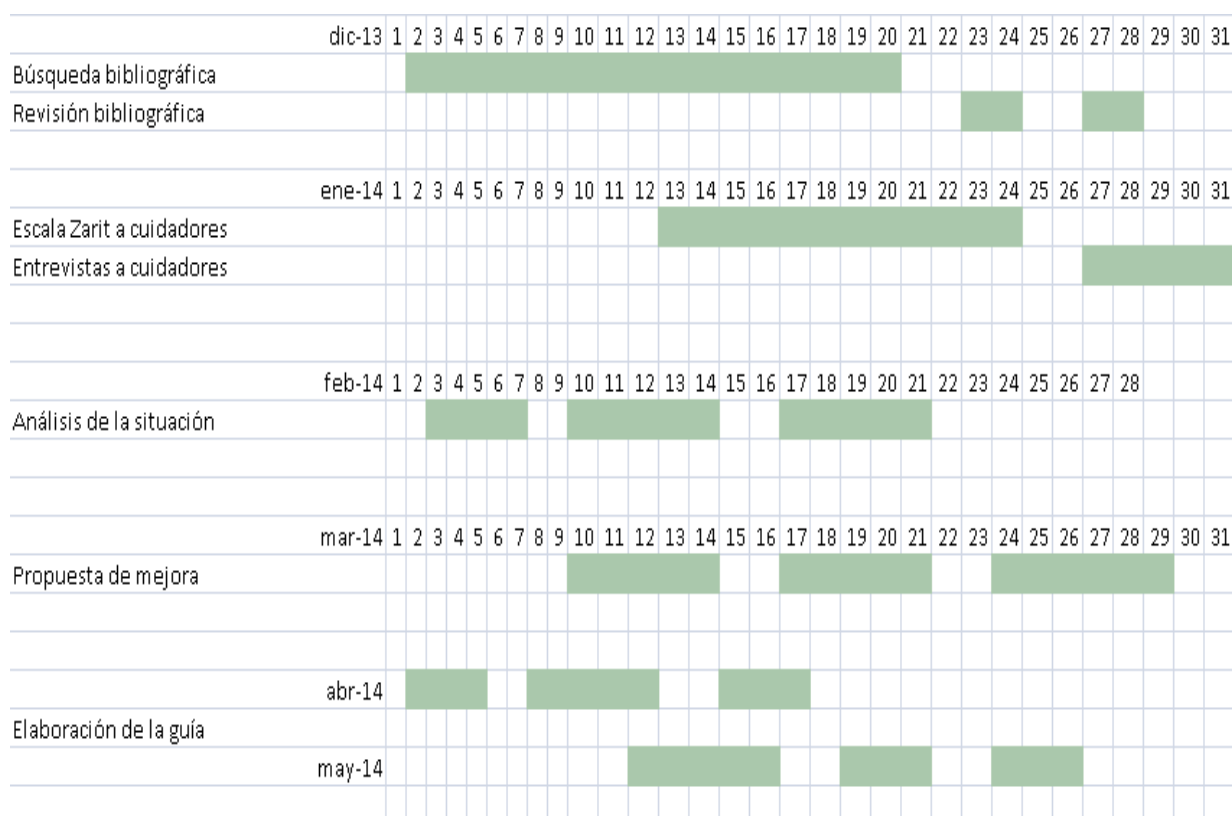 dic-13 1 2 3 4 5 6 7 8 9 10 11 12 13 14 15 16 17 18 19 20 21 22 23 24 25 26 27 28 29 30 31
Búsqueda bibliográfica
Revisión bibliográfica
ene-14 1 2 3 4 5 6 7 8 9 10 11 12 13 14 15 16 17 18 19 20 21 22 23 24 25 26 27 28 29 30 31
Escala Zarit a cuidadores
Entrevistas a cuidadores
feb-14 1 2 3 4 5 6 7 8 9 10 11 12 13 14 15 16 17 18 19 20 21 22 23 24 25 26 27 28
Análisis de la situación
mar-14 1 2 3 4 5 6 7 8 9 10 11 12 13 14 15 16 17 18 19 20 21 22 23 24 25 26 27 28 29 30 31
Propuesta de mejora
abr-14
Elaboración de la guía
may-14